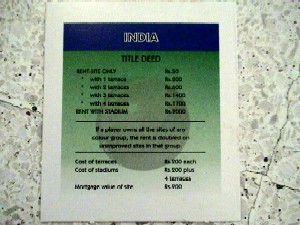 INDIA
TITLE DEED
RENT-SITE ONLY Rs.50
" with 1 terrace Rs.200
" with 2 terraces Rs.600
" with 3 terraces Rs.1400
" with 4 terraces Rs.1700
RENT WITH STADIUM Rs.2000
If a player owns all the sites of any
colour group, the rent is doubled on
unimproved sites in that group.
Cost of terraces Rs.200 each
Cost of stadiums Rs.200 plus
4 terraces
Mortgage value of site Rs.200